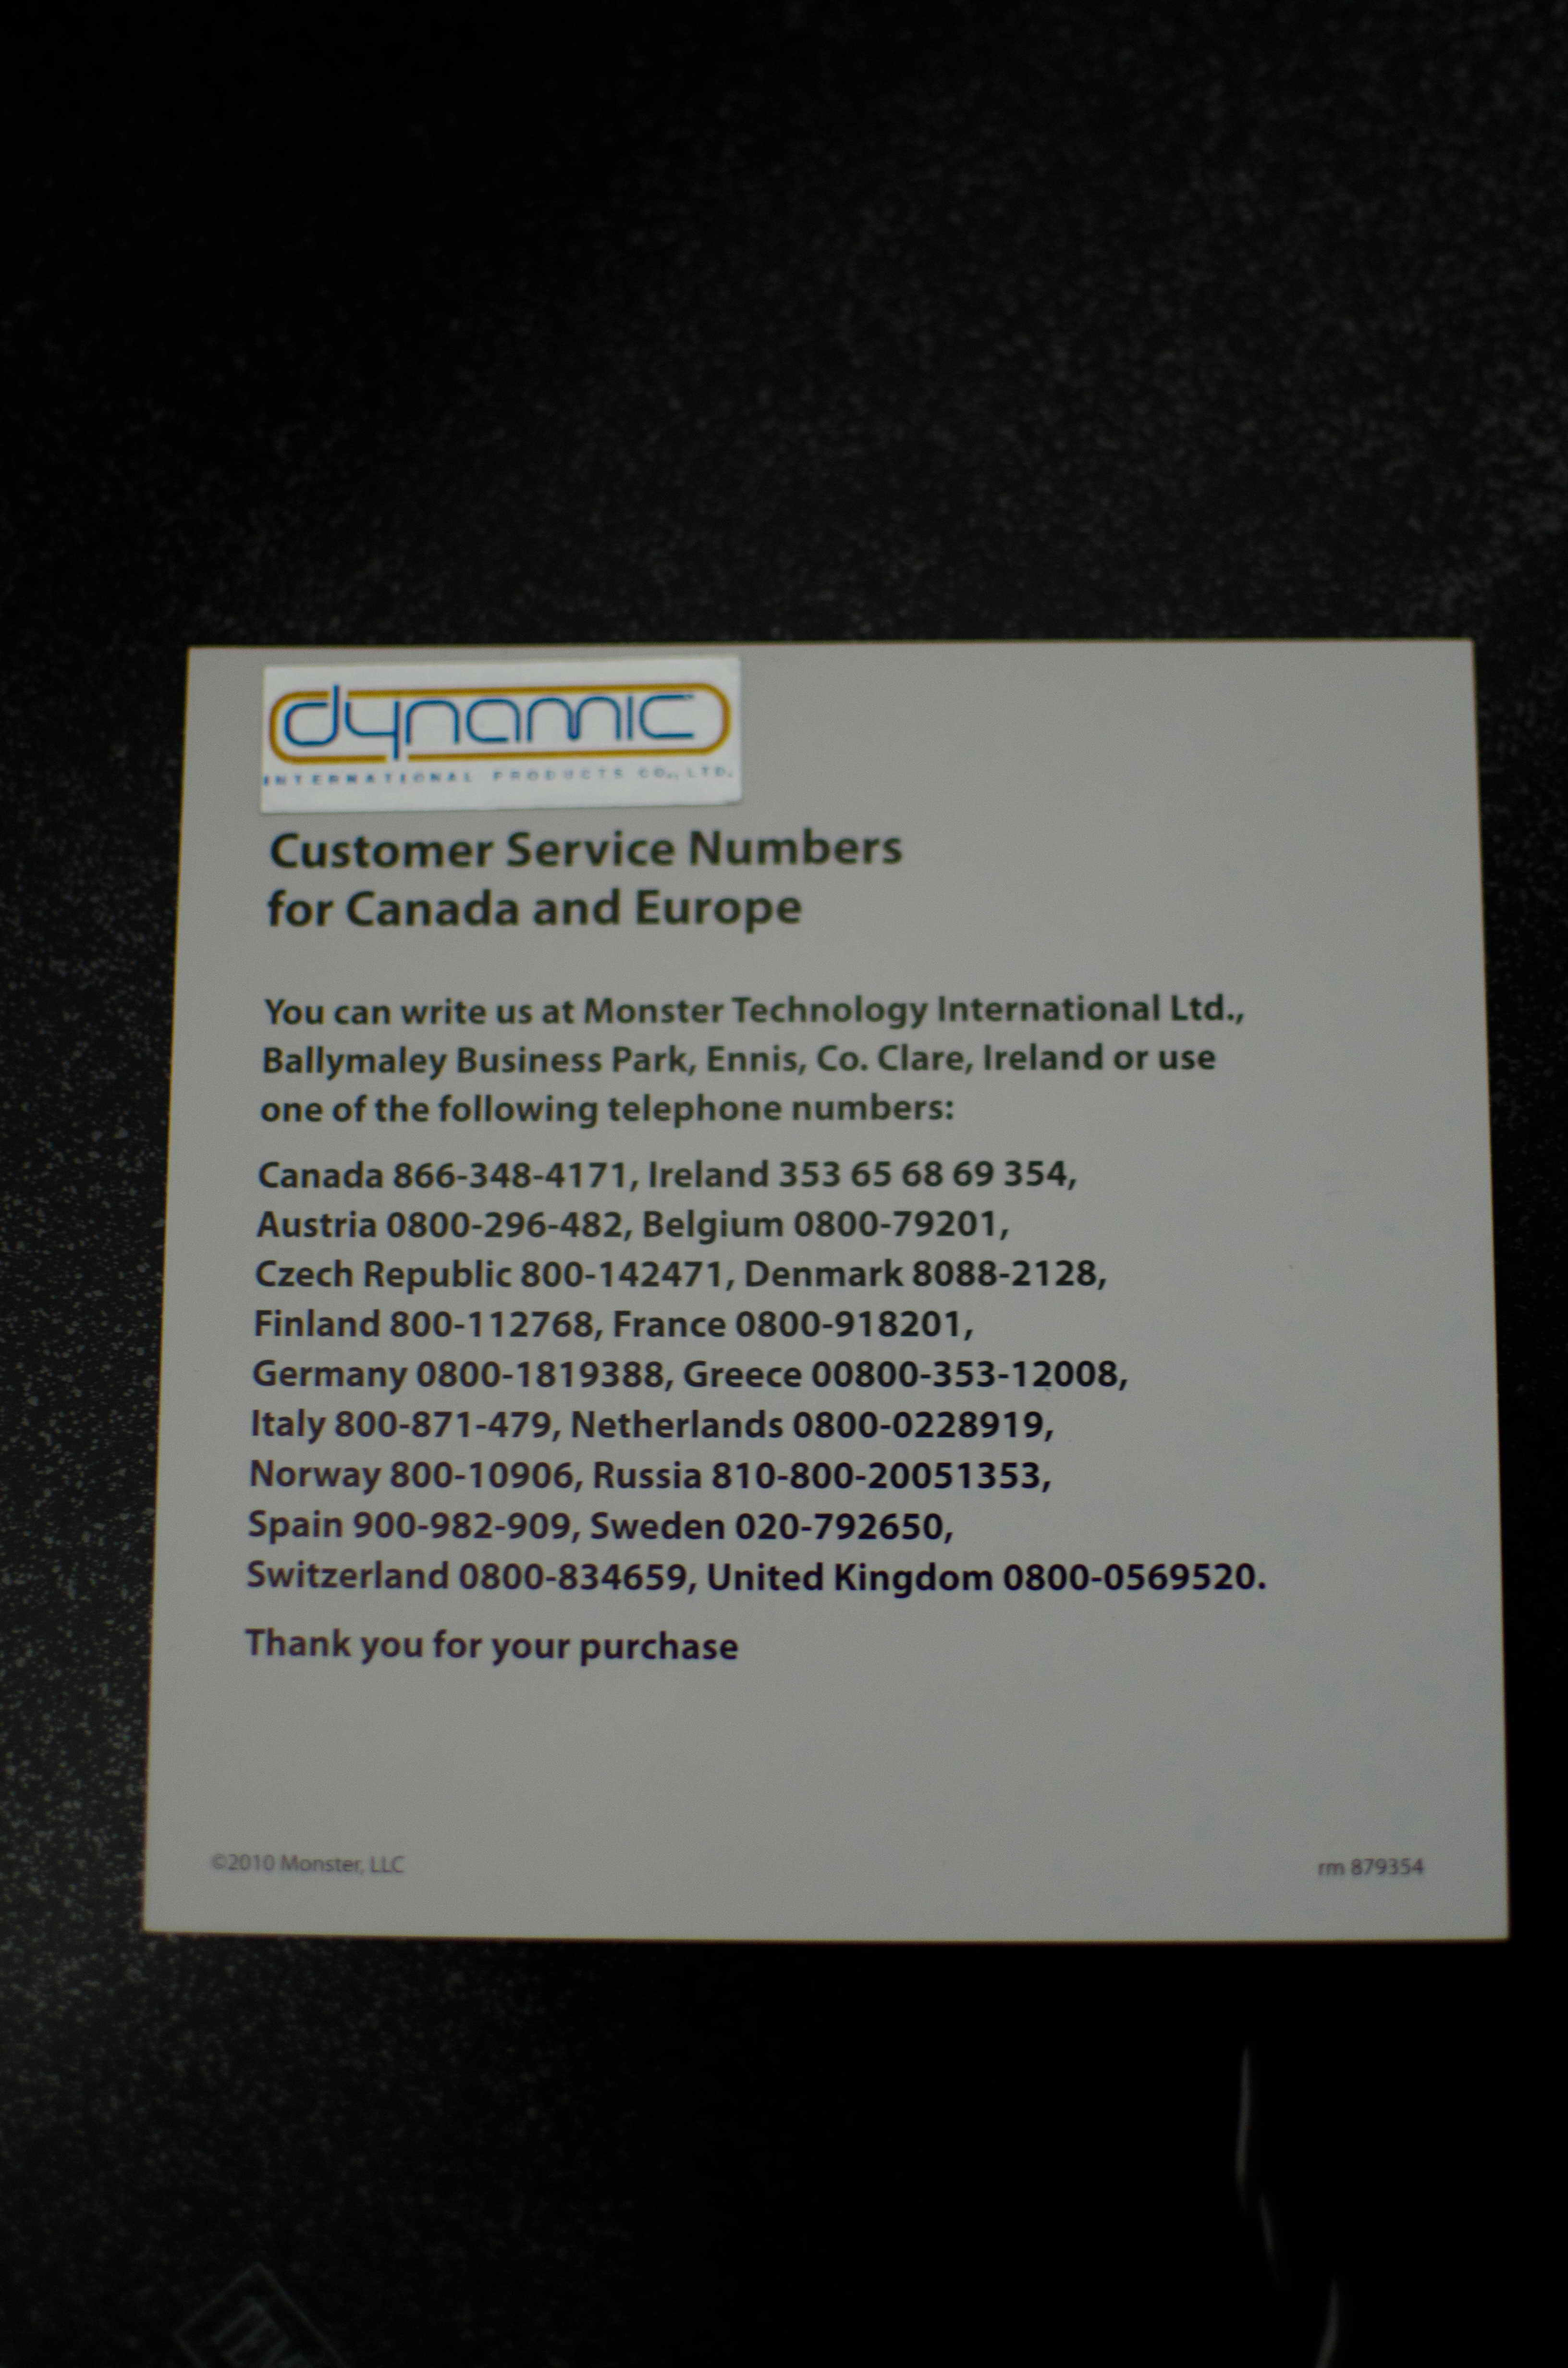 dynamic
INTERNATIONAL PRODUCTS CO., LTD.
Customer Service Numbers
for Canada and Europe
You can write us at Monster Technology International Ltd.,
Ballymaley Business Park, Ennis, Co. Clare, Ireland or use
one of the following telephone numbers:
Canada 866-348-4171, Ireland 353 65 68 69 354,
Austria 0800-296-482, Belgium 0800-79201,
Czech Republic 800-142471, Denmark 8088-2128,
Finland 800-112768, France 0800-918201,
Germany 0800-1819388, Greece 00800-353-12008,
Italy 800-871-479, Netherlands 0800-0228919,
Norway 800-10906, Russia 810-800-20051353,
Spain 900-982-909, Sweden 020-792650,
Switzerland 0800-834659, United Kingdom 0800-0569520.
Thank you for your purchase
©2010 Monster, LLC
rm 879354